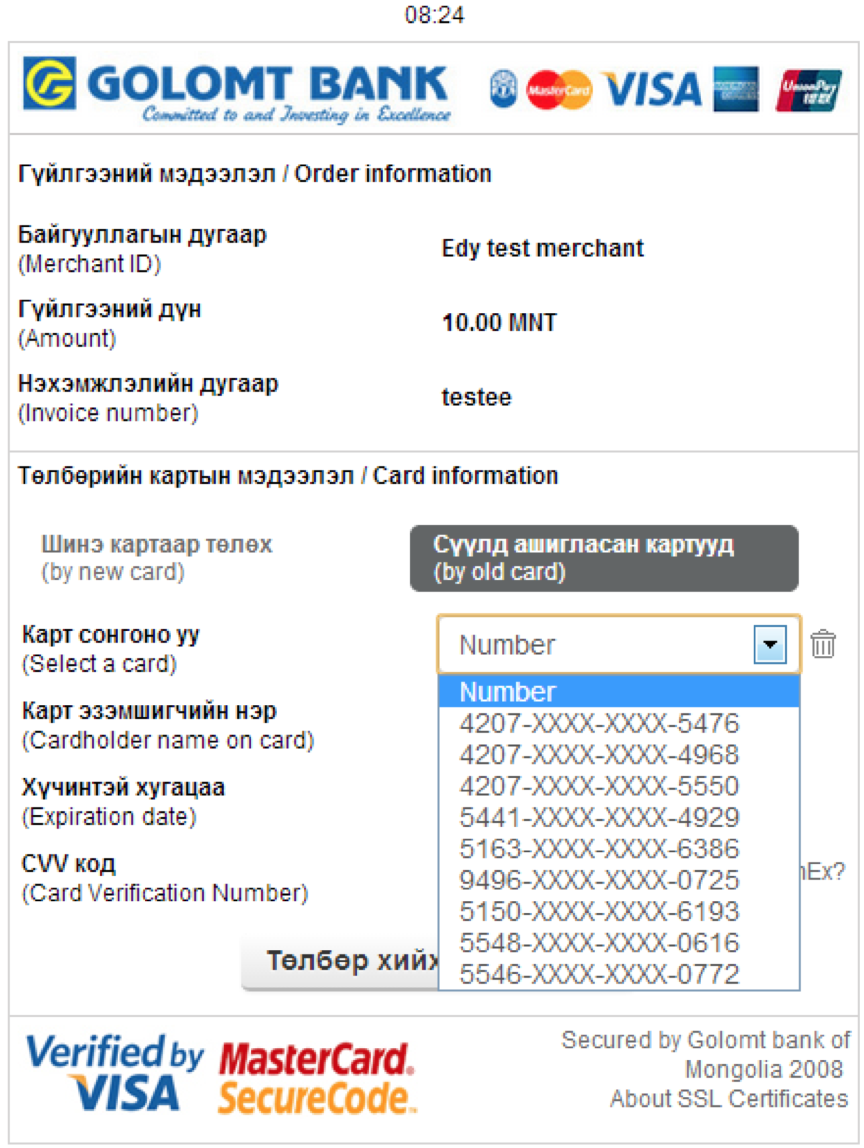 08:24
GOLOMT BANK
Committed to and Investing in Excellence
MasterCard VISA AMERICAN EXPRESS UnionPay 银联
Гүйлгээний мэдээлэл / Order information
Байгууллагын дугаар
(Merchant ID)
Edy test merchant
Гүйлгээний дүн
(Amount)
10.00 MNT
Нэхэмжлэлийн дугаар
(Invoice number)
testee
Төлбөрийн картын мэдээлэл / Card information
Шинэ картаар төлөх
(by new card)
Сүүлд ашигласан картууд
(by old card)
Карт сонгоно уу
(Select a card)
Number
Number
4207-XXXX-XXXX-5476
4207-XXXX-XXXX-4968
4207-XXXX-XXXX-5550
5441-XXXX-XXXX-4929
5163-XXXX-XXXX-6386
9496-XXXX-XXXX-0725
5150-XXXX-XXXX-6193
5548-XXXX-XXXX-0616
5546-XXXX-XXXX-0772
Карт эзэмшигчийн нэр
(Cardholder name on card)
Хүчинтэй хугацаа
(Expiration date)
CVV код
(Card Verification Number)
Ex?
Төлбөр хийх
Verified by
VISA
MasterCard.
SecureCode.
Secured by Golomt bank of
Mongolia 2008
About SSL Certificates